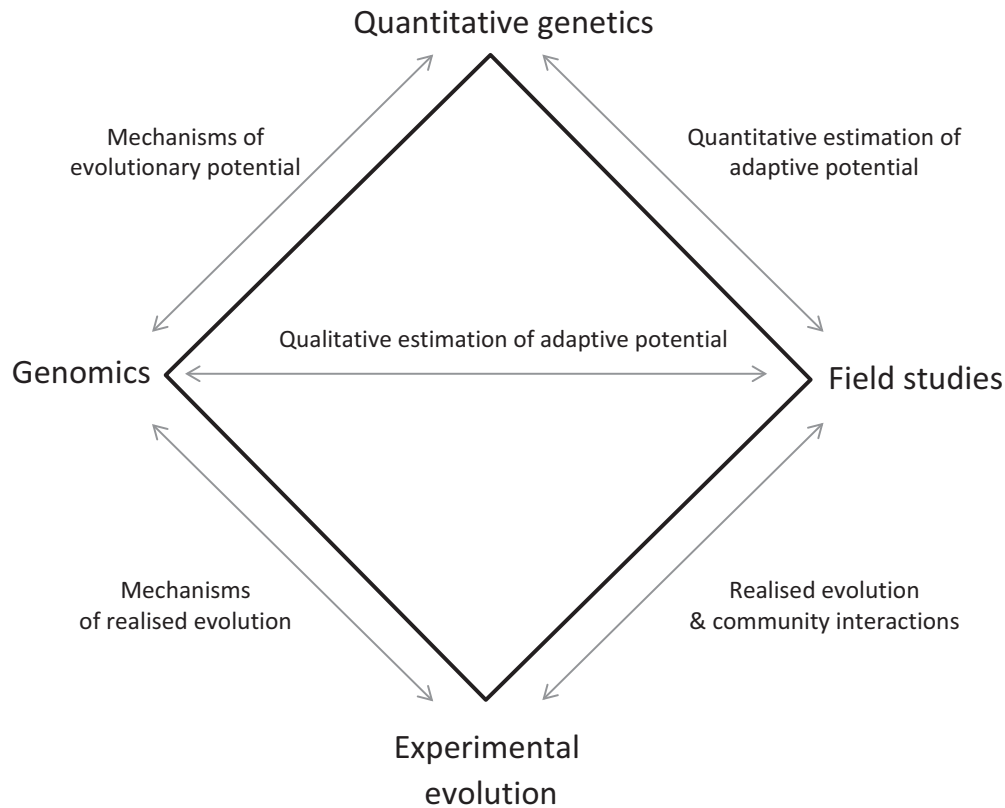 Quantitative genetics
Mechanisms of
evolutionary potential
Quantitative estimation of
adaptive potential
Qualitative estimation of adaptive potential
Genomics
Field studies
Mechanisms
of realised evolution
Realised evolution
& community interactions
Experimental
evolution